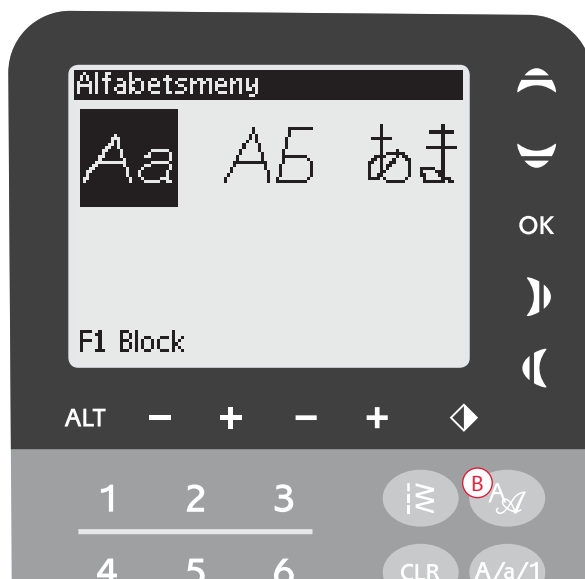 Alfabetsmeny
Aa АБ あま
F1 Block
OK
ALT − + − +
1 2 3
B
4 5 6 CLR A/a/1